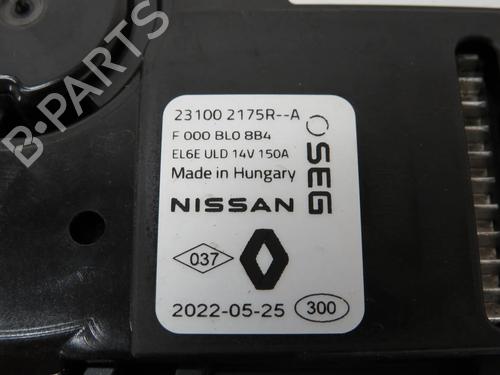 23100 2175R--A
F 000 BL0 8B4
EL6E ULD 14V 150A
Made in Hungary
NISSAN
SEG
037
2022-05-25 300
B-PARTS